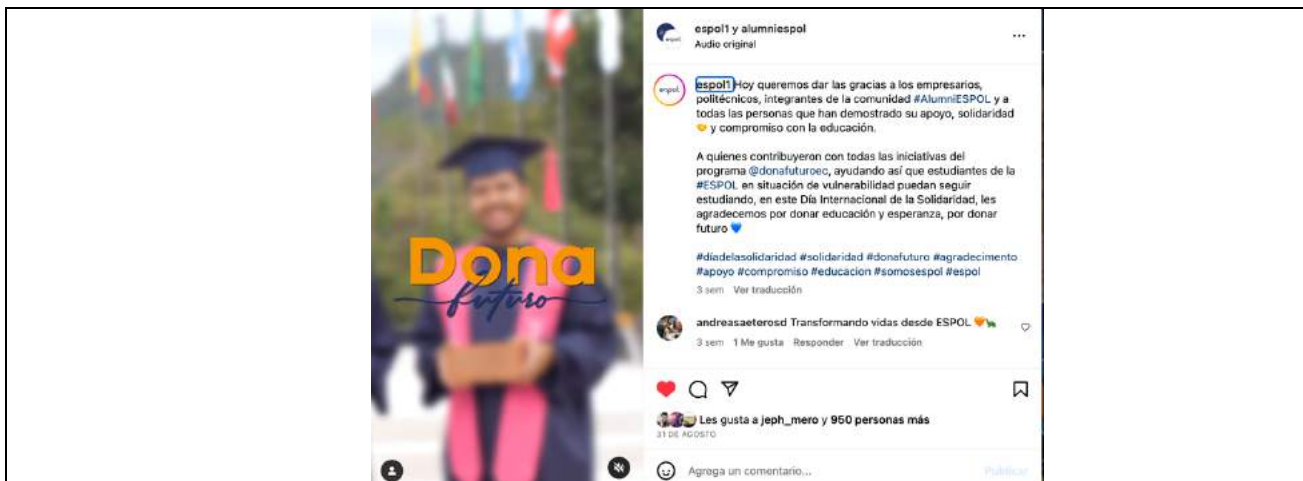 Dona
futuro
espol1 y alumniespol
Audio original
espol
espol1 Hoy queremos dar las gracias a los empresarios,
politécnicos, integrantes de la comunidad #AlumniESPOL y a
todas las personas que han demostrado su apoyo, solidaridad
🤝 y compromiso con la educación.
A quienes contribuyeron con todas las iniciativas del
programa @donafuturoec, ayudando así que estudiantes de la
#ESPOL en situación de vulnerabilidad puedan seguir
estudiando, en este Día Internacional de la Solidaridad, les
agradecemos por donar educación y esperanza, por donar
futuro 💙
#díadelasolidaridad #solidaridad #donafuturo #agradecimento
#apoyo #compromiso #educacion #somosespol #espol
3 sem Ver traducción
andreasaeterosd Transformando vidas desde ESPOL 🧡🐢
3 sem 1 Me gusta Responder Ver traducción
Les gusta a jeph_mero y 950 personas más
31 DE AGOSTO
Agrega un comentario...
Publicar